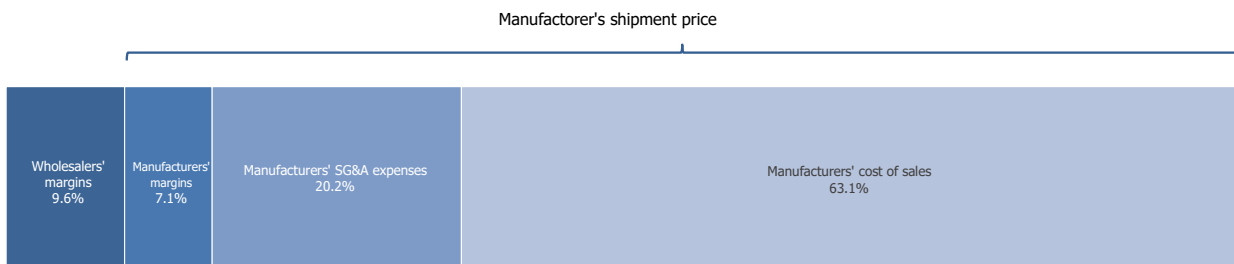 Manufactorer's shipment price
Wholesalers'
margins
9.6%
Manufacturers'
margins
7.1%
Manufacturers' SG&A expenses
20.2%
Manufacturers' cost of sales
63.1%